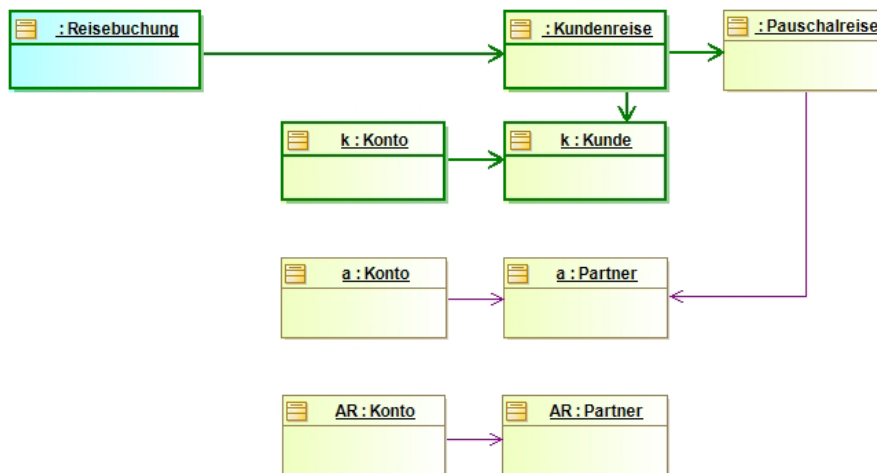 : Reisebuchung
: Kundenreise
: Pauschalreise
k : Konto
k : Kunde
a : Konto
a : Partner
AR : Konto
AR : Partner